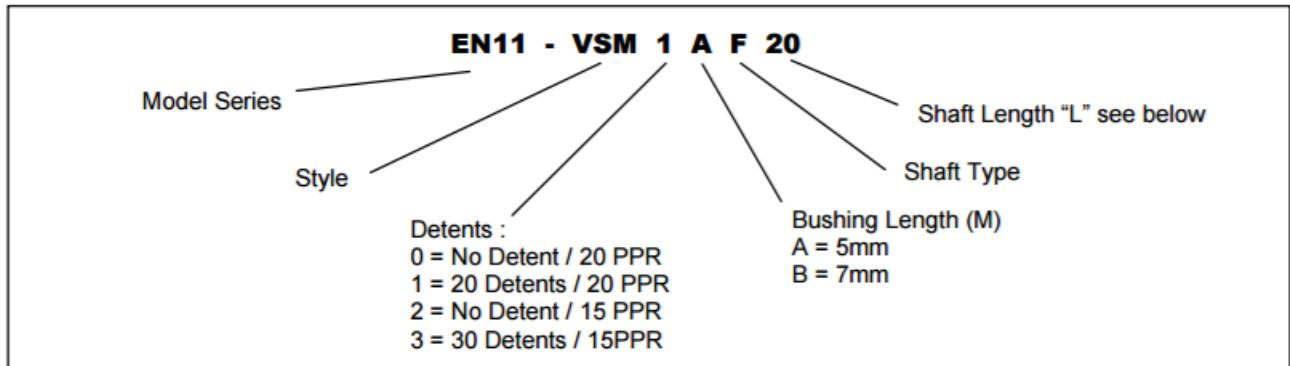 EN11 - VSM 1 A F 20
Model Series
Shaft Length “L” see below
Style
Shaft Type
Detents :
0 = No Detent / 20 PPR
1 = 20 Detents / 20 PPR
2 = No Detent / 15 PPR
3 = 30 Detents / 15PPR
Bushing Length (M)
A = 5mm
B = 7mm